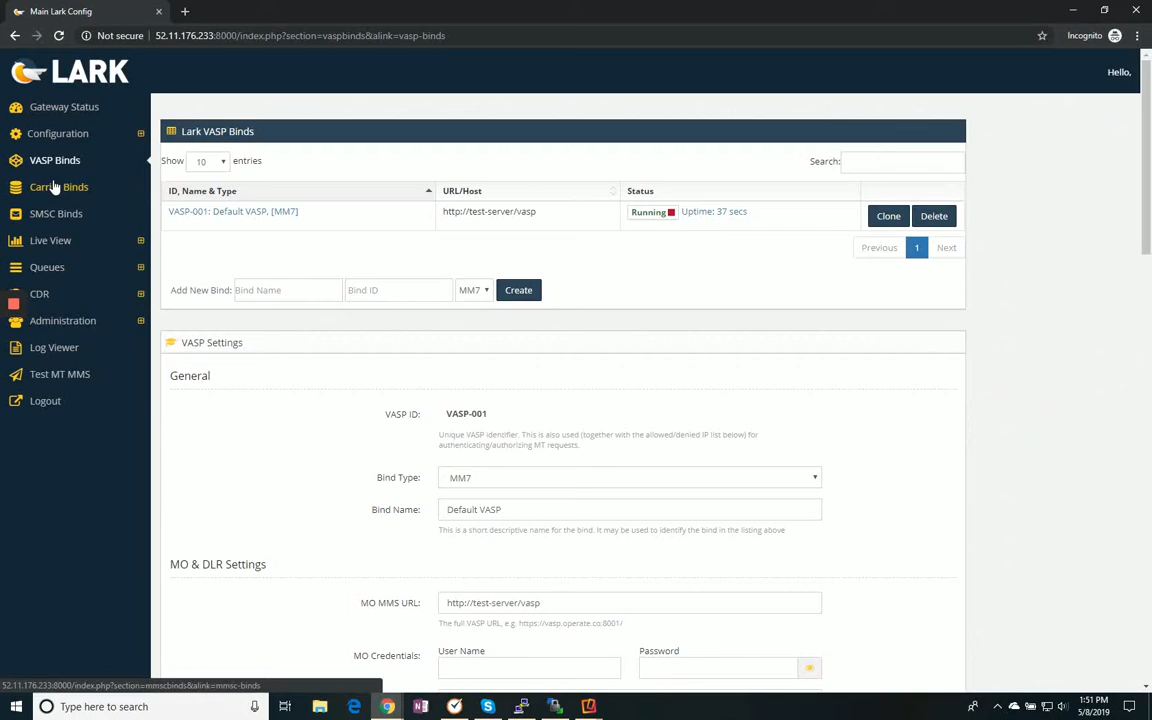 Main Lark Config
Not secure
52.11.176.233:8000/index.php?section=vaspbinds&alink=vasp-binds
Incognito
LARK
Hello,
Gateway Status
Configuration
VASP Binds
Carrier Binds
SMSC Binds
Live View
Queues
CDR
Administration
Log Viewer
Test MT MMS
Logout
Lark VASP Binds
Show 10 entries
Search:
ID, Name & Type URL/Host Status
VASP-001: Default VASP, [MM7] http://test-server/vasp Running Uptime: 37 secs Clone Delete
Previous 1 Next
Add New Bind: Bind Name Bind ID MM7 Create
VASP Settings
General
VASP ID: VASP-001
Unique VASP identifier. This is also used (together with the allowed/denied IP list below) for
authenticating/authorizing MT requests.
Bind Type: MM7
Bind Name: Default VASP
This is a short descriptive name for the bind. It may be used to identify the bind in the listing above
MO & DLR Settings
MO MMS URL: http://test-server/vasp
The full VASP URL, e.g. https://vasp.operate.co:8001/
User Name Password
MO Credentials:
52.11.176.233:8000/index.php?section=mmscbinds&alink=mmsc-binds
Type here to search
1:51 PM
5/8/2019